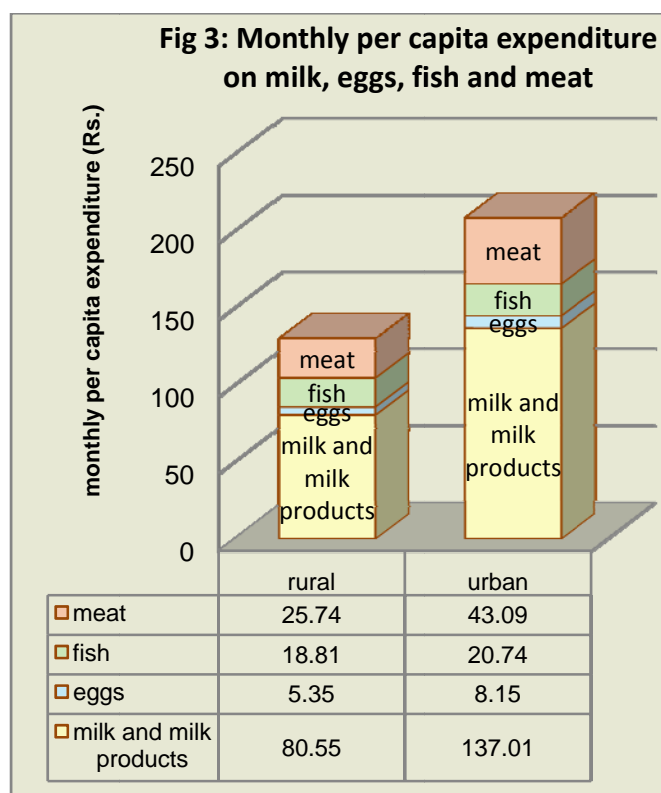 Fig 3: Monthly per capita expenditure
on milk, eggs, fish and meat
monthly per capita expenditure (Rs.)
250
200
150
100
50
0
meat
fish
eggs
milk and
milk
products
meat
fish
eggs
milk and
milk
products
rural urban
meat 25.74 43.09
fish 18.81 20.74
eggs 5.35 8.15
milk and milk
products 80.55 137.01